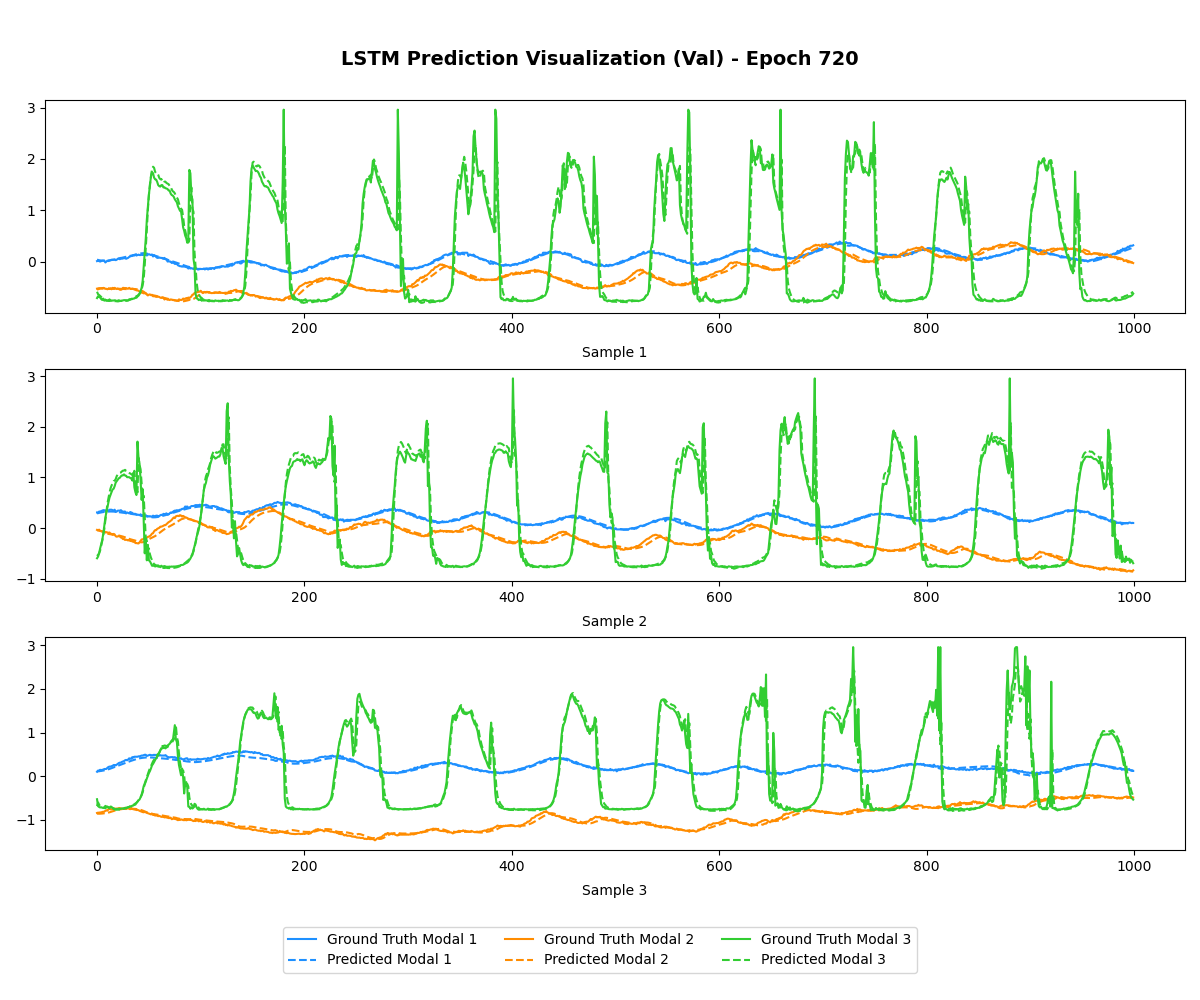 LSTM Prediction Visualization (Val) - Epoch 720
3
2
1
0
0 200 400 600 800 1000
Sample 1
3
2
1
0
−1
0 200 400 600 800 1000
Sample 2
3
2
1
0
−1
0 200 400 600 800 1000
Sample 3
Ground Truth Modal 1 Ground Truth Modal 2 Ground Truth Modal 3
Predicted Modal 1 Predicted Modal 2 Predicted Modal 3